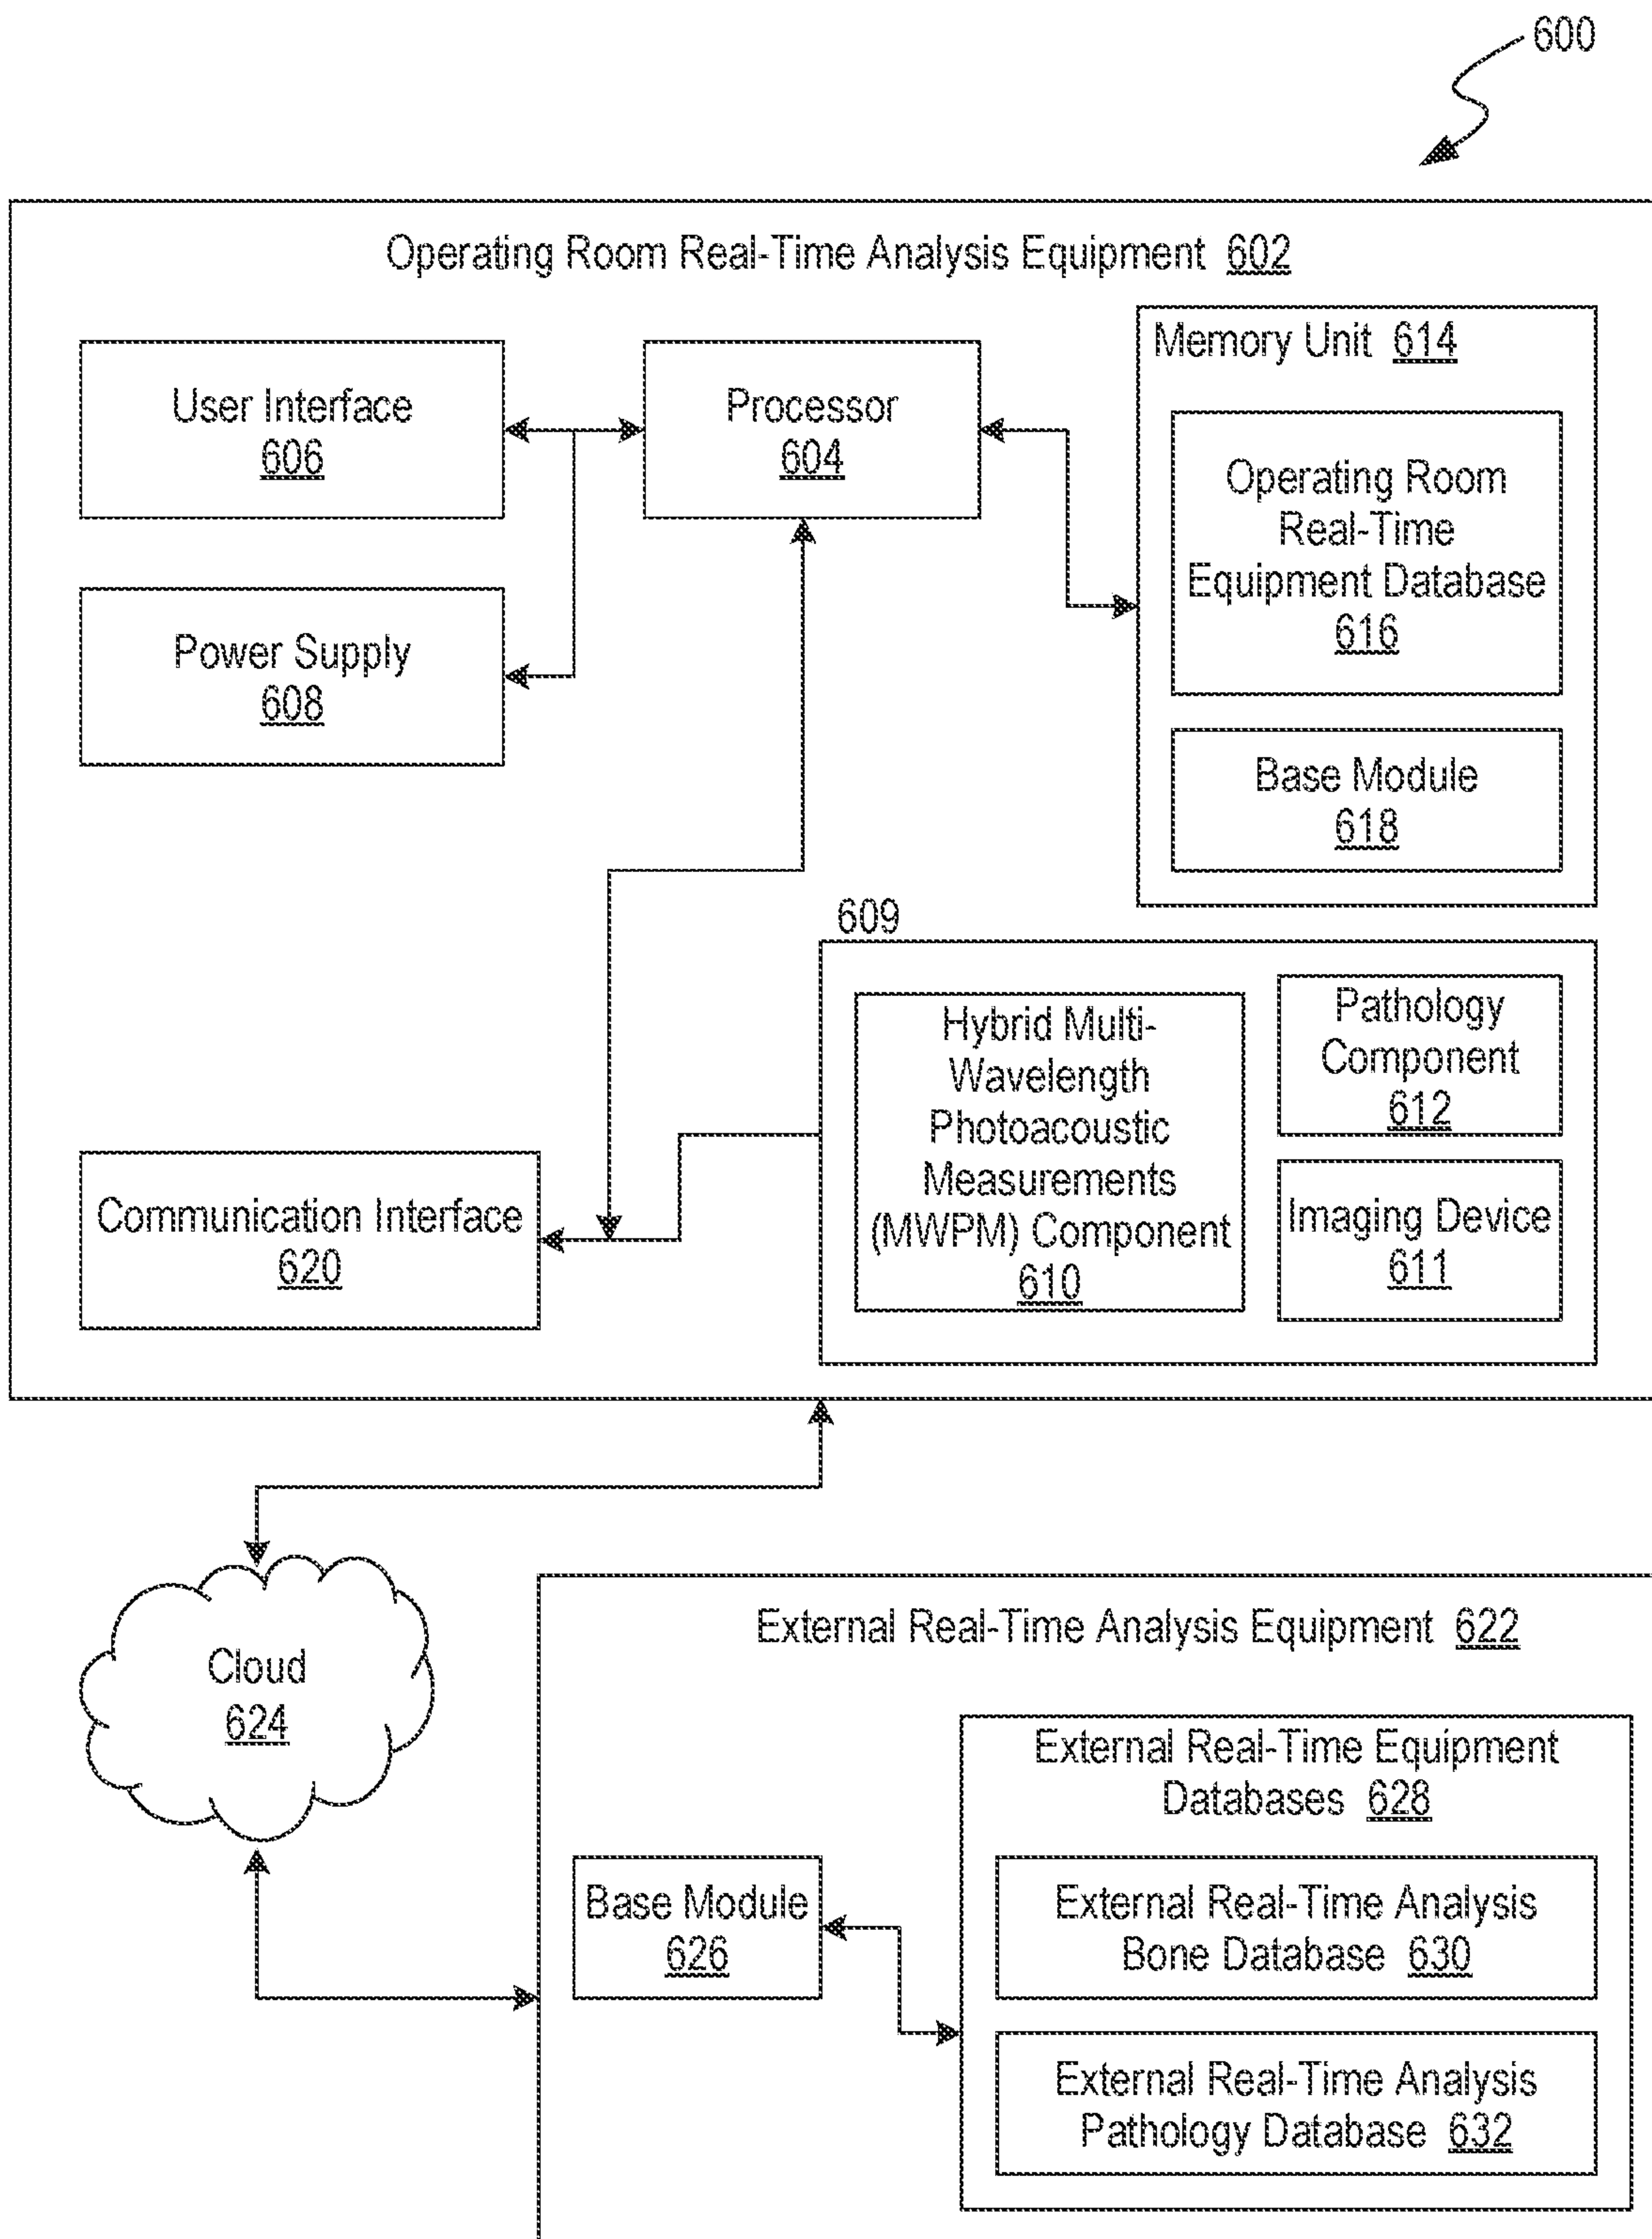 600
Operating Room Real-Time Analysis Equipment 602
User Interface
606
Processor
604
Power Supply
608
Memory Unit 614
Operating Room
Real-Time
Equipment Database
616
Base Module
618
609
Hybrid Multi-
Wavelength
Photoacoustic
Measurements
(MWPM) Component
610
Pathology
Component
612
Imaging Device
611
Communication Interface
620
Cloud
624
External Real-Time Analysis Equipment 622
Base Module
626
External Real-Time Equipment
Databases 628
External Real-Time Analysis
Bone Database 630
External Real-Time Analysis
Pathology Database 632